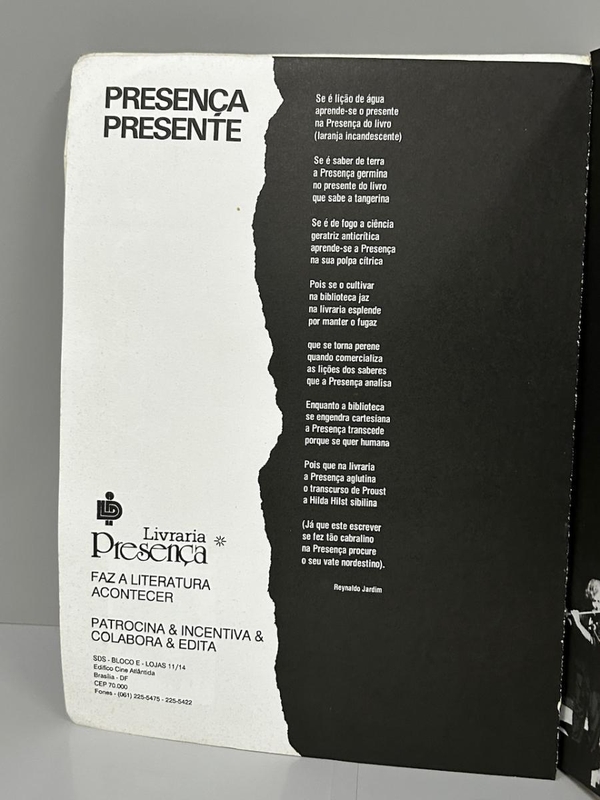 PRESENÇA
PRESENTE
Se é lição de água
aprende-se o presente
na Presença do livro
(laranja incandescente)
Se é saber de terra
a Presença germina
no presente do livro
que sabe a tangerina
Se é de fogo a ciência
geratriz anticrítica
aprende-se a Presença
na sua polpa cítrica
Pois se o cultivar
na biblioteca jaz
na livraria esplende
por manter o fugaz
que se torna perene
quando comercializa
as lições dos saberes
que a Presença analisa
Enquanto a biblioteca
se engendra cartesiana
a Presença transcede
porque se quer humana
Pois que na livraria
a Presença aglutina
o transcurso de Proust
a Hilda Hilst sibilina
(Já que este escrever
se fez tão cabralino
na Presença procure
o seu vate nordestino).
Reynaldo Jardim
Livraria
Presença
FAZ A LITERATURA
ACONTECER
PATROCINA & INCENTIVA &
COLABORA & EDITA
SDS - BLOCO E - LOJAS 11/14
Edifico Cine Atlântida
Brasília - DF
CEP 70.000
Fones - (061) 225-5475 - 225-5422